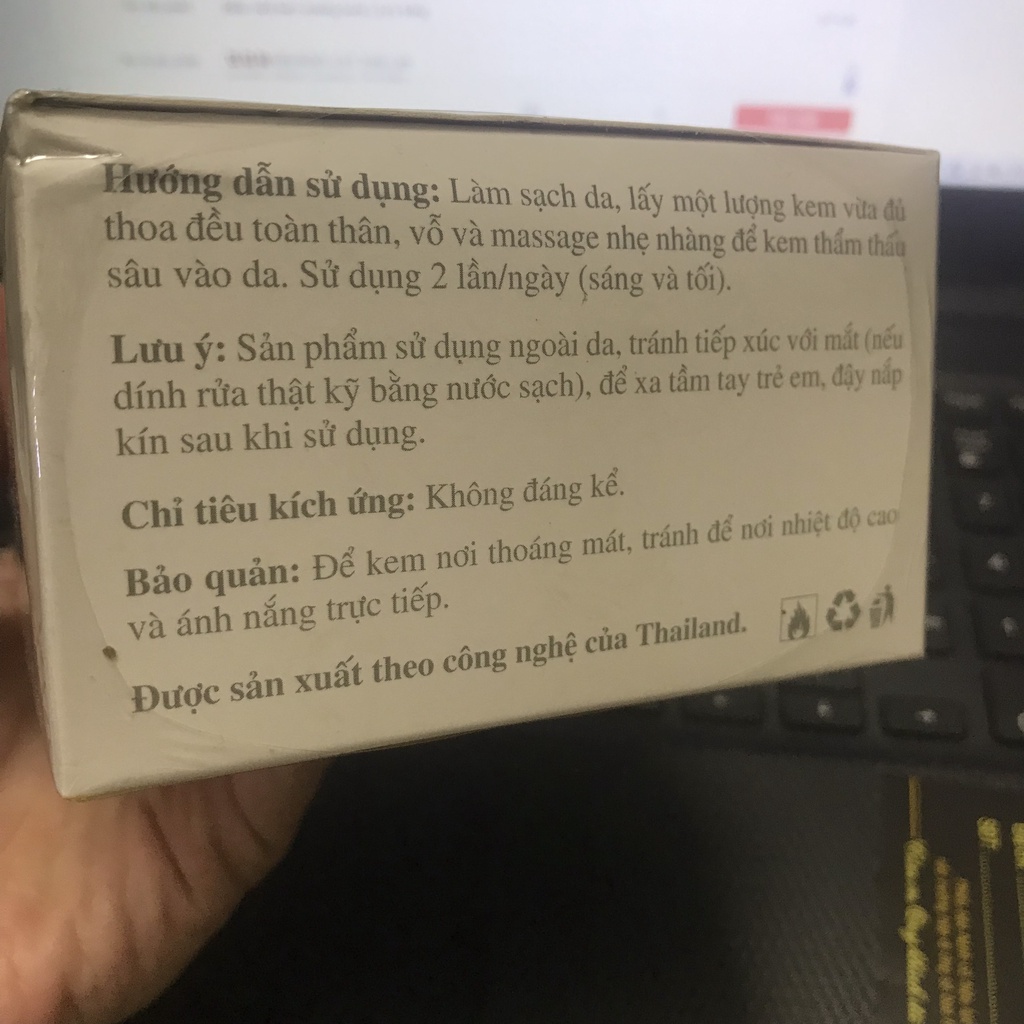 Hướng dẫn sử dụng: Làm sạch da, lấy một lượng kem vừa đủ
thoa đều toàn thân, vỗ và massage nhẹ nhàng để kem thẩm thấu
sâu vào da. Sử dụng 2 lần/ngày (sáng và tối).
Lưu ý: Sản phẩm sử dụng ngoài da, tránh tiếp xúc với mắt (nếu
dính rửa thật kỹ bằng nước sạch), để xa tầm tay trẻ em, đậy nắp
kín sau khi sử dụng.
Chỉ tiêu kích ứng: Không đáng kể.
Bảo quản: Để kem nơi thoáng mát, tránh để nơi nhiệt độ cao
và ánh nắng trực tiếp.
Được sản xuất theo công nghệ của Thailand.